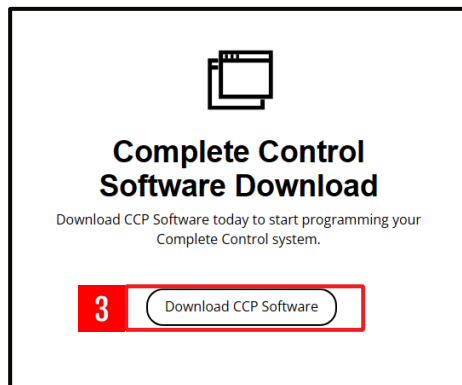 Complete Control
Software Download
Download CCP Software today to start programming your
Complete Control system.
3
Download CCP Software